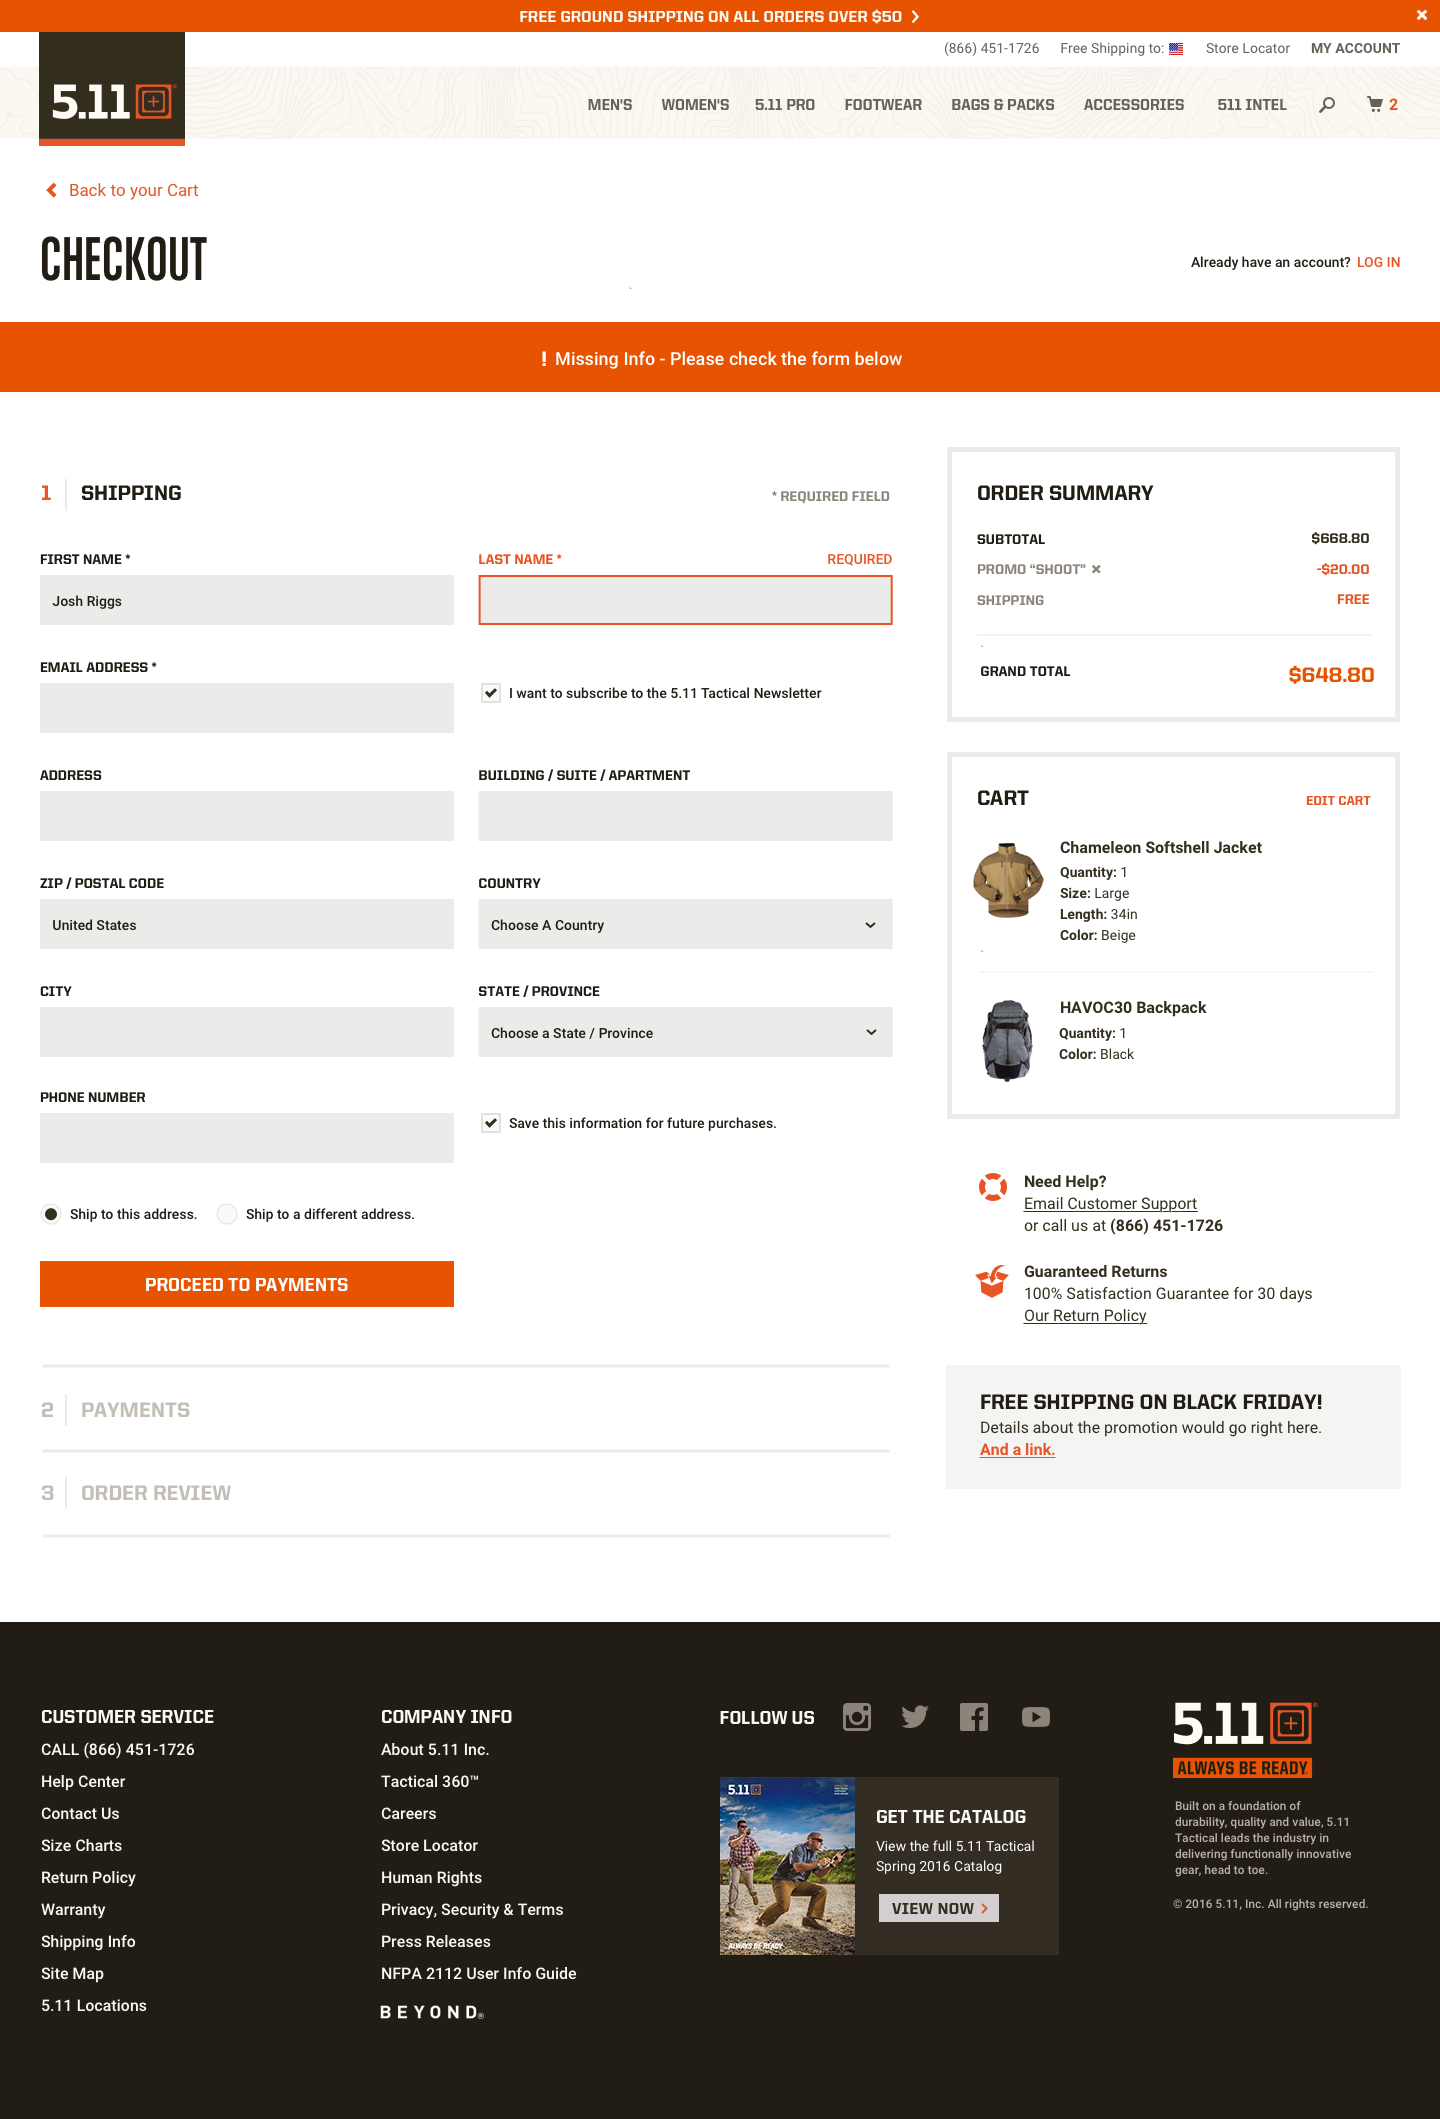 FREE GROUND SHIPPING ON ALL ORDERS OVER $50
(866) 451-1726 Free Shipping to: Store Locator MY ACCOUNT
5.11
MEN'S WOMEN'S 5.11 PRO FOOTWEAR BAGS & PACKS ACCESSORIES 511 INTEL 2
Back to your Cart
CHECKOUT
Already have an account? LOG IN
! Missing Info - Please check the form below
1 SHIPPING
* REQUIRED FIELD
FIRST NAME *
Josh Riggs
LAST NAME * REQUIRED
EMAIL ADDRESS *
I want to subscribe to the 5.11 Tactical Newsletter
ADDRESS
BUILDING / SUITE / APARTMENT
ZIP / POSTAL CODE
United States
COUNTRY
Choose A Country
CITY
STATE / PROVINCE
Choose a State / Province
PHONE NUMBER
Save this information for future purchases.
Ship to this address. Ship to a different address.
PROCEED TO PAYMENTS
2 PAYMENTS
3 ORDER REVIEW
ORDER SUMMARY
SUBTOTAL $668.80
PROMO “SHOOT” -$20.00
SHIPPING FREE
GRAND TOTAL $648.80
CART EDIT CART
Chameleon Softshell Jacket
Quantity: 1
Size: Large
Length: 34in
Color: Beige
HAVOC30 Backpack
Quantity: 1
Color: Black
Need Help?
Email Customer Support
or call us at (866) 451-1726
Guaranteed Returns
100% Satisfaction Guarantee for 30 days
Our Return Policy
FREE SHIPPING ON BLACK FRIDAY!
Details about the promotion would go right here.
And a link.
CUSTOMER SERVICE
CALL (866) 451-1726
Help Center
Contact Us
Size Charts
Return Policy
Warranty
Shipping Info
Site Map
5.11 Locations
COMPANY INFO
About 5.11 Inc.
Tactical 360™
Careers
Store Locator
Human Rights
Privacy, Security & Terms
Press Releases
NFPA 2112 User Info Guide
BEYOND®
FOLLOW US
5.11
ALWAYS BE READY
GET THE CATALOG
View the full 5.11 Tactical
Spring 2016 Catalog
VIEW NOW
5.11
ALWAYS BE READY
Built on a foundation of
durability, quality and value, 5.11
Tactical leads the industry in
delivering functionally innovative
gear, head to toe.
© 2016 5.11, Inc. All rights reserved.